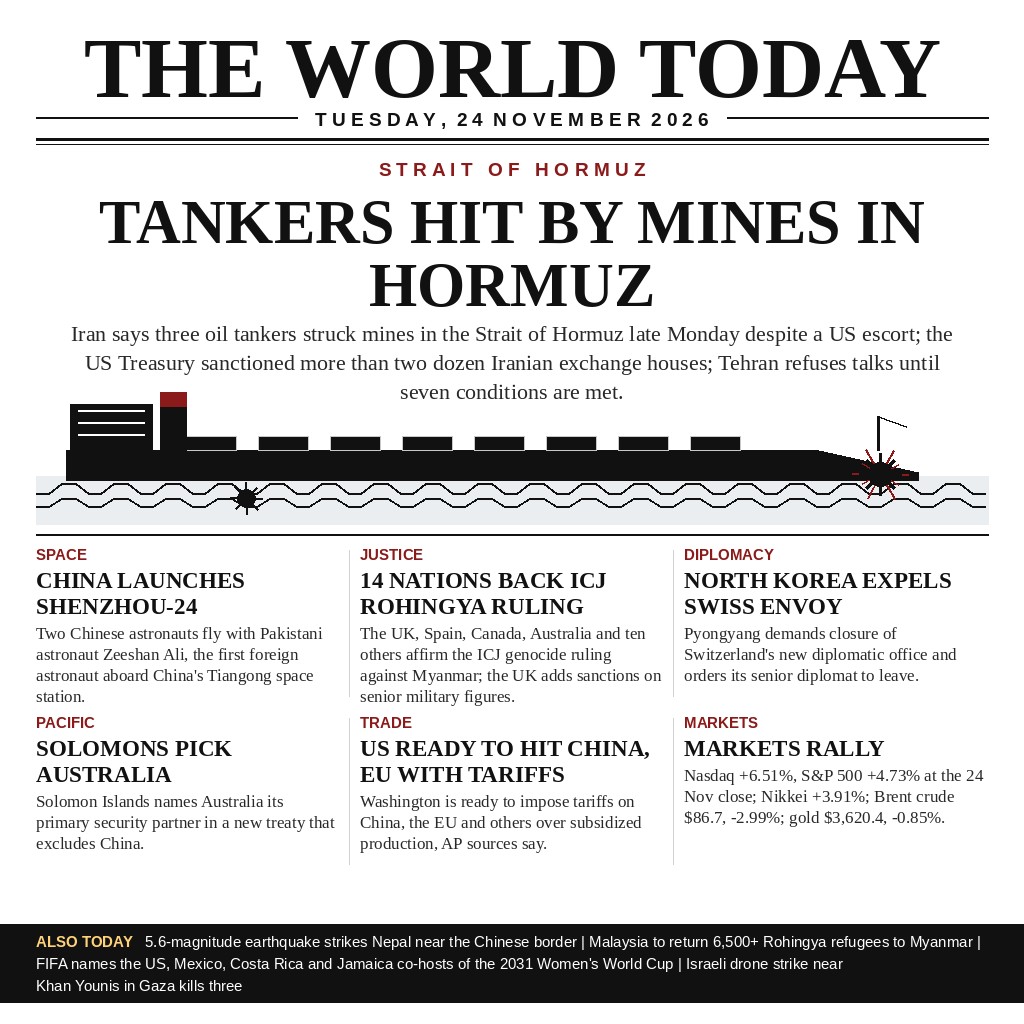 THE WORLD TODAY
TUESDAY, 24 NOVEMBER 2026
STRAIT OF HORMUZ
TANKERS HIT BY MINES IN
HORMUZ
Iran says three oil tankers struck mines in the Strait of Hormuz late Monday despite a US escort; the
US Treasury sanctioned more than two dozen Iranian exchange houses; Tehran refuses talks until
seven conditions are met.
SPACE
CHINA LAUNCHES
SHENZHOU-24
Two Chinese astronauts fly with Pakistani
astronaut Zeeshan Ali, the first foreign
astronaut aboard China's Tiangong space
station.
JUSTICE
14 NATIONS BACK ICJ
ROHINGYA RULING
The UK, Spain, Canada, Australia and ten
others affirm the ICJ genocide ruling
against Myanmar; the UK adds sanctions on
senior military figures.
DIPLOMACY
NORTH KOREA EXPELS
SWISS ENVOY
Pyongyang demands closure of
Switzerland's new diplomatic office and
orders its senior diplomat to leave.
PACIFIC
SOLOMONS PICK
AUSTRALIA
Solomon Islands names Australia its
primary security partner in a new treaty that
excludes China.
TRADE
US READY TO HIT CHINA,
EU WITH TARIFFS
Washington is ready to impose tariffs on
China, the EU and others over subsidized
production, AP sources say.
MARKETS
MARKETS RALLY
Nasdaq +6.51%, S&P 500 +4.73% at the 24
Nov close; Nikkei +3.91%; Brent crude
$86.7, -2.99%; gold $3,620.4, -0.85%.
ALSO TODAY 5.6-magnitude earthquake strikes Nepal near the Chinese border | Malaysia to return 6,500+ Rohingya refugees to Myanmar |
FIFA names the US, Mexico, Costa Rica and Jamaica co-hosts of the 2031 Women's World Cup | Israeli drone strike near
Khan Younis in Gaza kills three